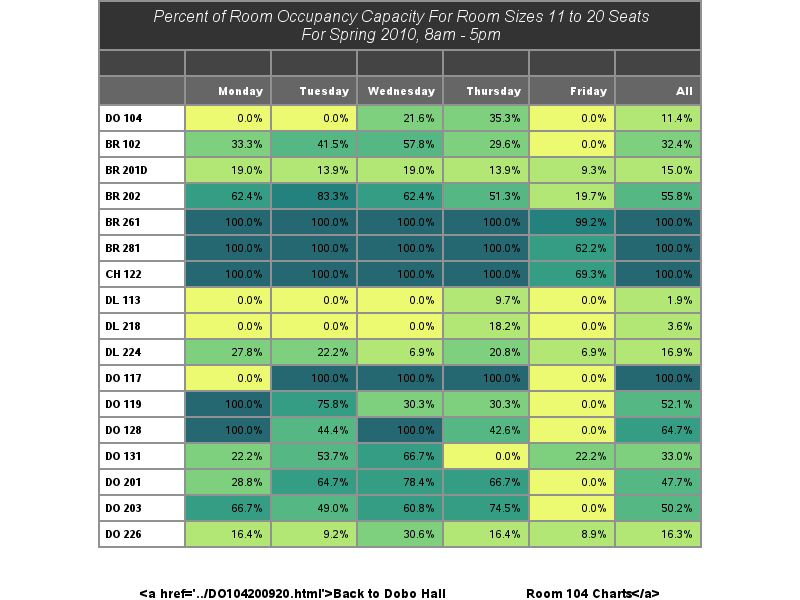 Percent of Room Occupancy Capacity For Room Sizes 11 to 20 Seats
For Spring 2010, 8am - 5pm
Monday Tuesday Wednesday Thursday Friday All
DO 104 0.0% 0.0% 21.6% 35.3% 0.0% 11.4%
BR 102 33.3% 41.5% 57.8% 29.6% 0.0% 32.4%
BR 201D 19.0% 13.9% 19.0% 13.9% 9.3% 15.0%
BR 202 62.4% 83.3% 62.4% 51.3% 19.7% 55.8%
BR 261 100.0% 100.0% 100.0% 100.0% 99.2% 100.0%
BR 281 100.0% 100.0% 100.0% 100.0% 62.2% 100.0%
CH 122 100.0% 100.0% 100.0% 100.0% 69.3% 100.0%
DL 113 0.0% 0.0% 0.0% 9.7% 0.0% 1.9%
DL 218 0.0% 0.0% 0.0% 18.2% 0.0% 3.6%
DL 224 27.8% 22.2% 6.9% 20.8% 6.9% 16.9%
DO 117 0.0% 100.0% 100.0% 100.0% 0.0% 100.0%
DO 119 100.0% 75.8% 30.3% 30.3% 0.0% 52.1%
DO 128 100.0% 44.4% 100.0% 42.6% 0.0% 64.7%
DO 131 22.2% 53.7% 66.7% 0.0% 22.2% 33.0%
DO 201 28.8% 64.7% 78.4% 66.7% 0.0% 47.7%
DO 203 66.7% 49.0% 60.8% 74.5% 0.0% 50.2%
DO 226 16.4% 9.2% 30.6% 16.4% 8.9% 16.3%
<a href='../DO104200920.html'>Back to Dobo Hall Room 104 Charts</a>